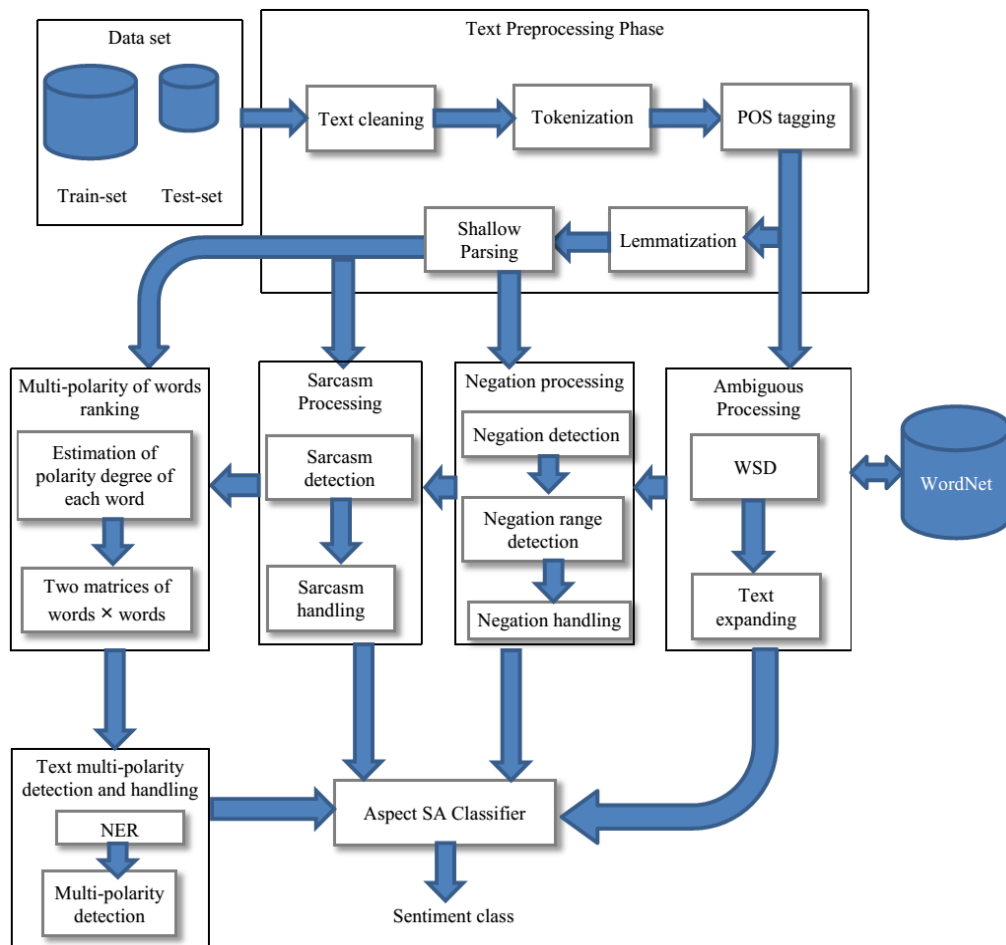 Data set
Train-set
Test-set
Text Preprocessing Phase
Text cleaning
Tokenization
POS tagging
Shallow
Parsing
Lemmatization
Multi-polarity of words
ranking
Estimation of
polarity degree of
each word
Two matrices of
words × words
Sarcasm
Processing
Sarcasm
detection
Sarcasm
handling
Negation processing
Negation detection
Negation range
detection
Negation handling
Ambiguous
Processing
WSD
Text
expanding
WordNet
Text multi-polarity
detection and handling
NER
Multi-polarity
detection
Aspect SA Classifier
Sentiment class